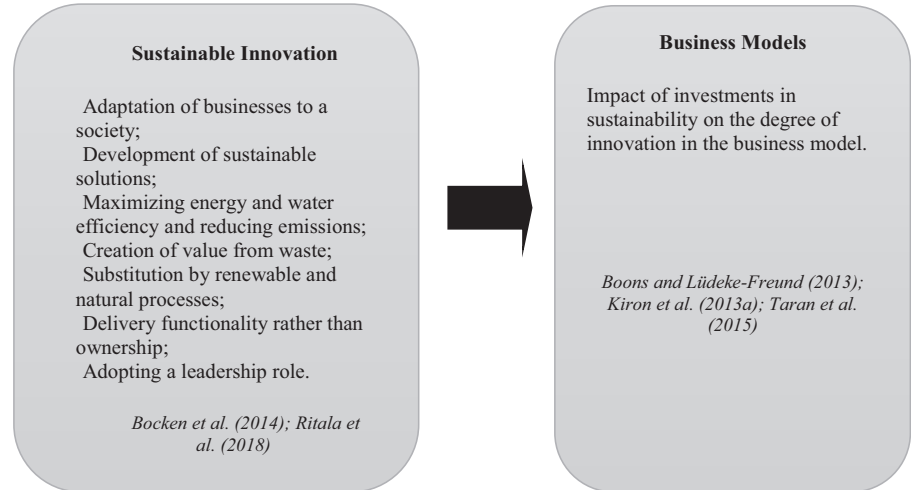 Sustainable Innovation
Adaptation of businesses to a
society;
Development of sustainable
solutions;
Maximizing energy and water
efficiency and reducing emissions;
Creation of value from waste;
Substitution by renewable and
natural processes;
Delivery functionality rather than
ownership;
Adopting a leadership role.
Bocken et al. (2014); Ritala et
al. (2018)
Business Models
Impact of investments in
sustainability on the degree of
innovation in the business model.
Boons and Lüdeke-Freund (2013);
Kiron et al. (2013a); Taran et al.
(2015)